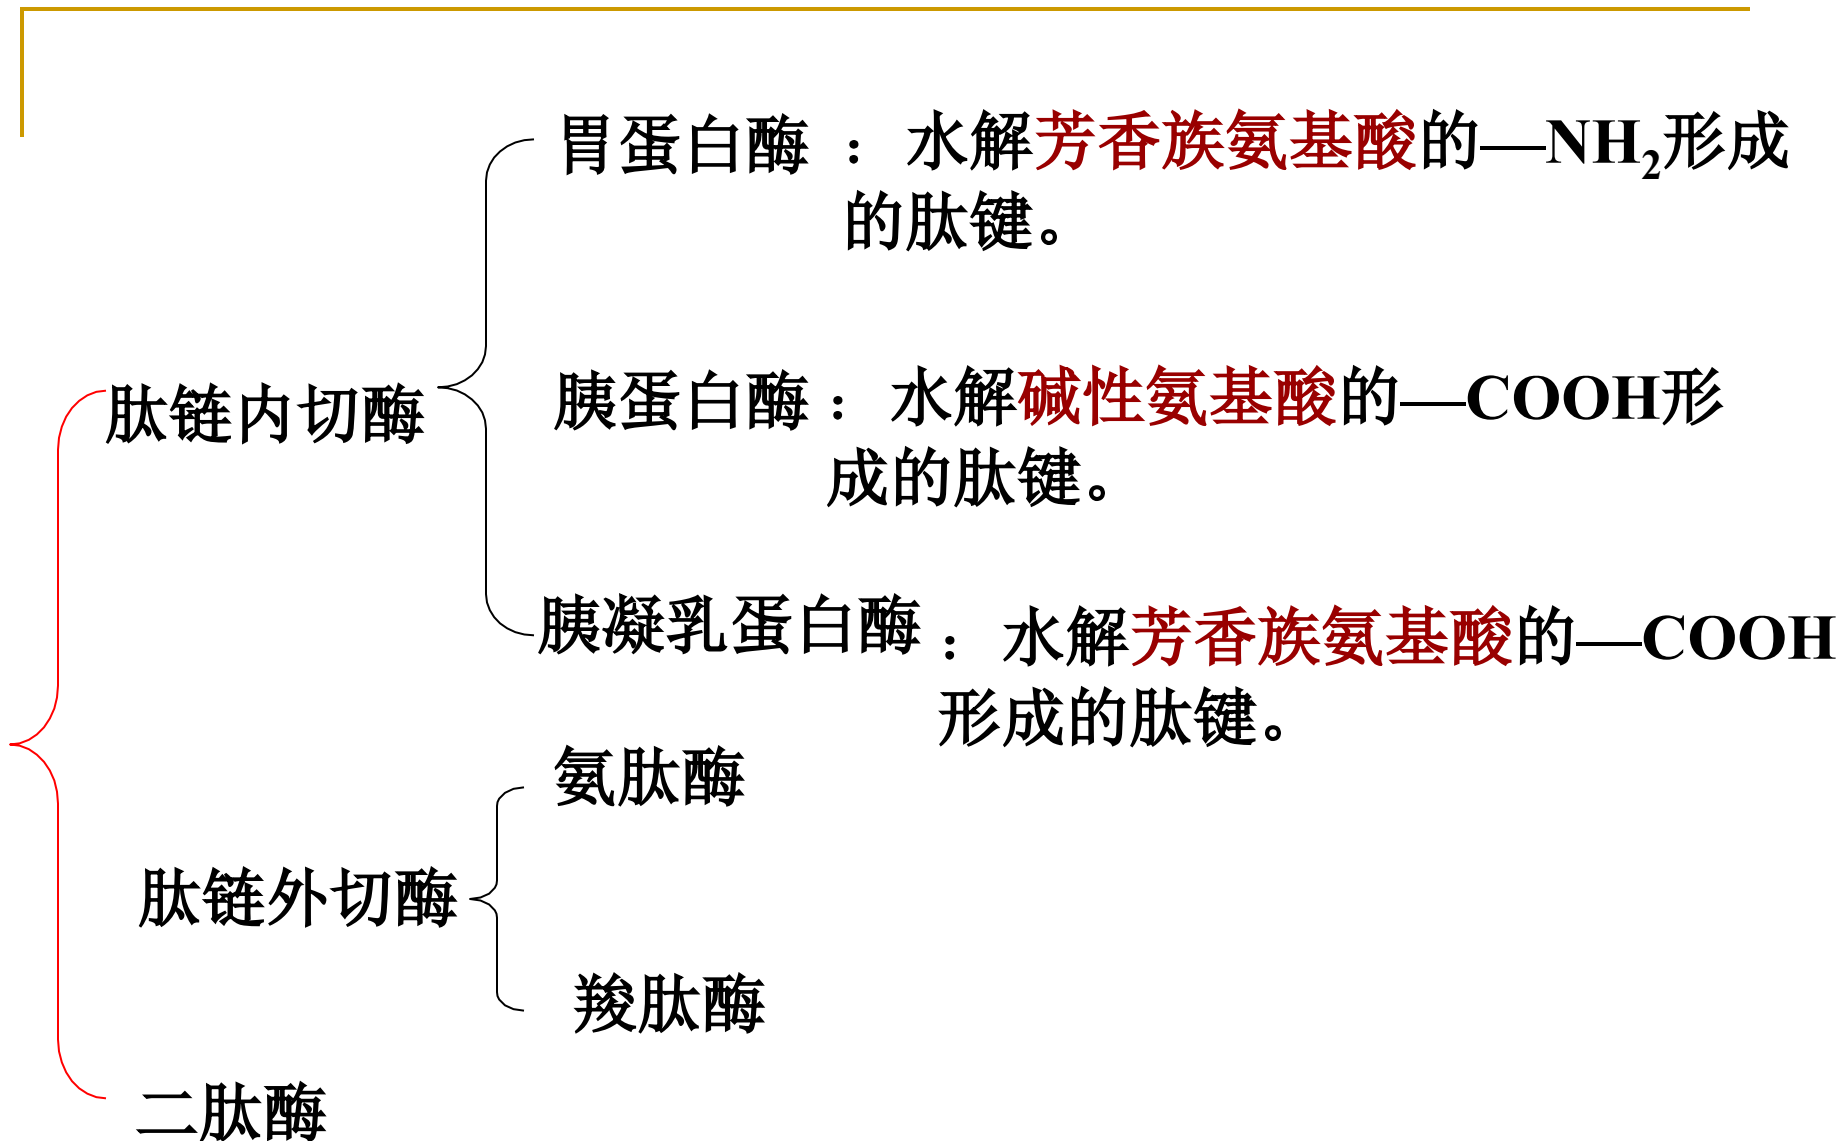 胃蛋白酶 ：水解芳香族氨基酸的—NH₂形成
的肽键。
肽链内切酶
胰蛋白酶 ：水解碱性氨基酸的—COOH形
成的肽键。
胰凝乳蛋白酶 ：水解芳香族氨基酸的—COOH
形成的肽键。
氨肽酶
肽链外切酶
羧肽酶
二肽酶